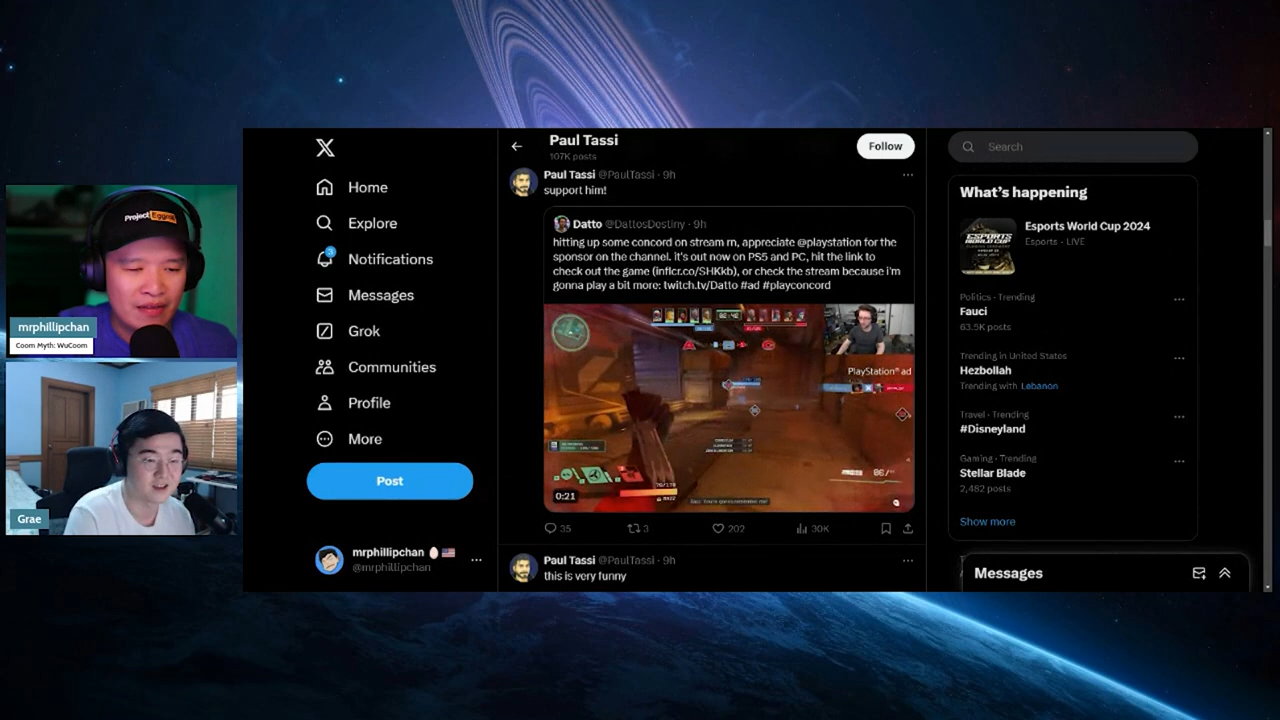 Project Egg
mrphillipchan
Coom Myth: WuCoom
Grae
X
Home
Explore
3
Notifications
Messages
Grok
Communities
Profile
More
Post
mrphillipchan
@mrphillipchan
Paul Tassi
107K posts
Follow
Paul Tassi @PaulTassi · 9h
support him!
Datto @DattosDestiny · 9h
hitting up some concord on stream rn, appreciate @playstation for the
sponsor on the channel. it's out now on PS5 and PC, hit the link to
check out the game (inflcr.co/SHKkb), or check the stream because i'm
gonna play a bit more: twitch.tv/Datto #ad #playconcord
PlayStation® ad
0:21
35
3
202
30K
Paul Tassi @PaulTassi · 9h
this is very funny
Search
What's happening
ESPORTS
WORLD CUP
Esports World Cup 2024
Esports · LIVE
Politics · Trending
Fauci
63.5K posts
Trending in United States
Hezbollah
Trending with Lebanon
Travel · Trending
#Disneyland
Gaming · Trending
Stellar Blade
2,482 posts
Show more
Messages